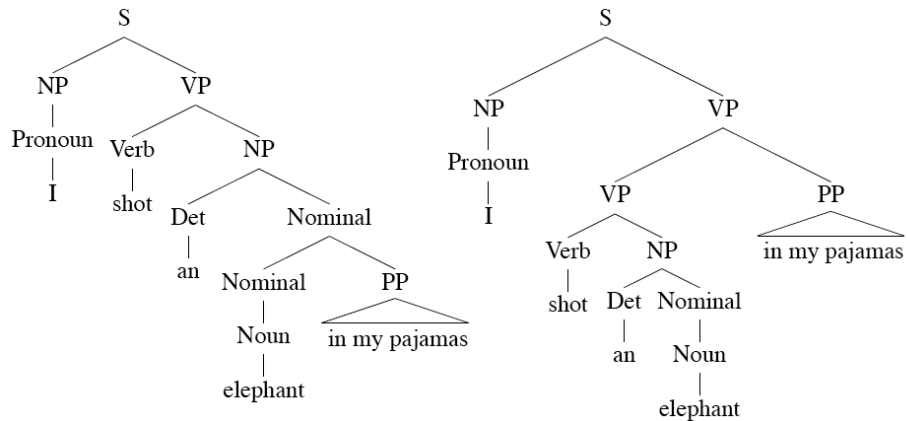 S
NP VP
Pronoun Verb NP
I shot Det Nominal
an Nominal PP
Noun in my pajamas
elephant
S
NP VP
Pronoun VP PP
I Verb NP in my pajamas
shot Det Nominal
an Noun
elephant